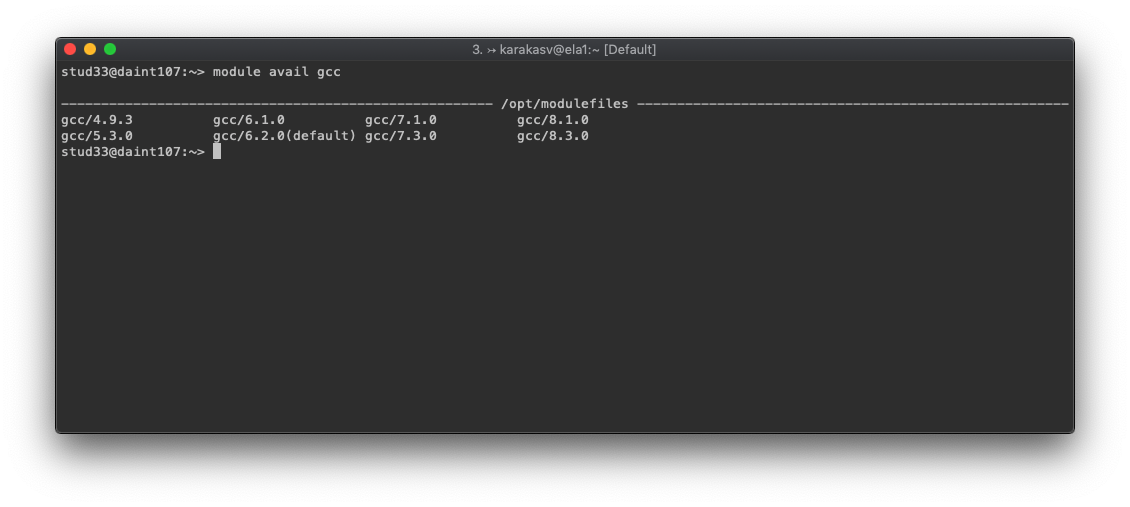 3. ↣ karakasv@ela1:~ [Default]
stud33@daint107:~> module avail gcc
------------------------------------------------------ /opt/modulefiles ------------------------------------------------------
gcc/4.9.3          gcc/6.1.0          gcc/7.1.0          gcc/8.1.0
gcc/5.3.0          gcc/6.2.0(default) gcc/7.3.0          gcc/8.3.0
stud33@daint107:~>